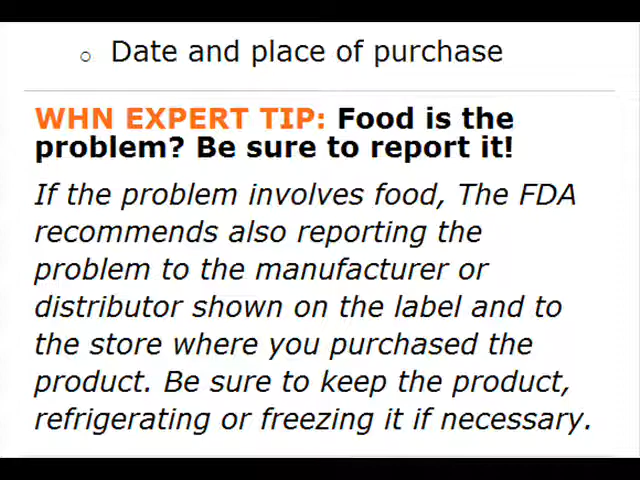 ○ Date and place of purchase
WHN EXPERT TIP: Food is the
problem? Be sure to report it!
If the problem involves food, The FDA
recommends also reporting the
problem to the manufacturer or
distributor shown on the label and to
the store where you purchased the
product. Be sure to keep the product,
refrigerating or freezing it if necessary.